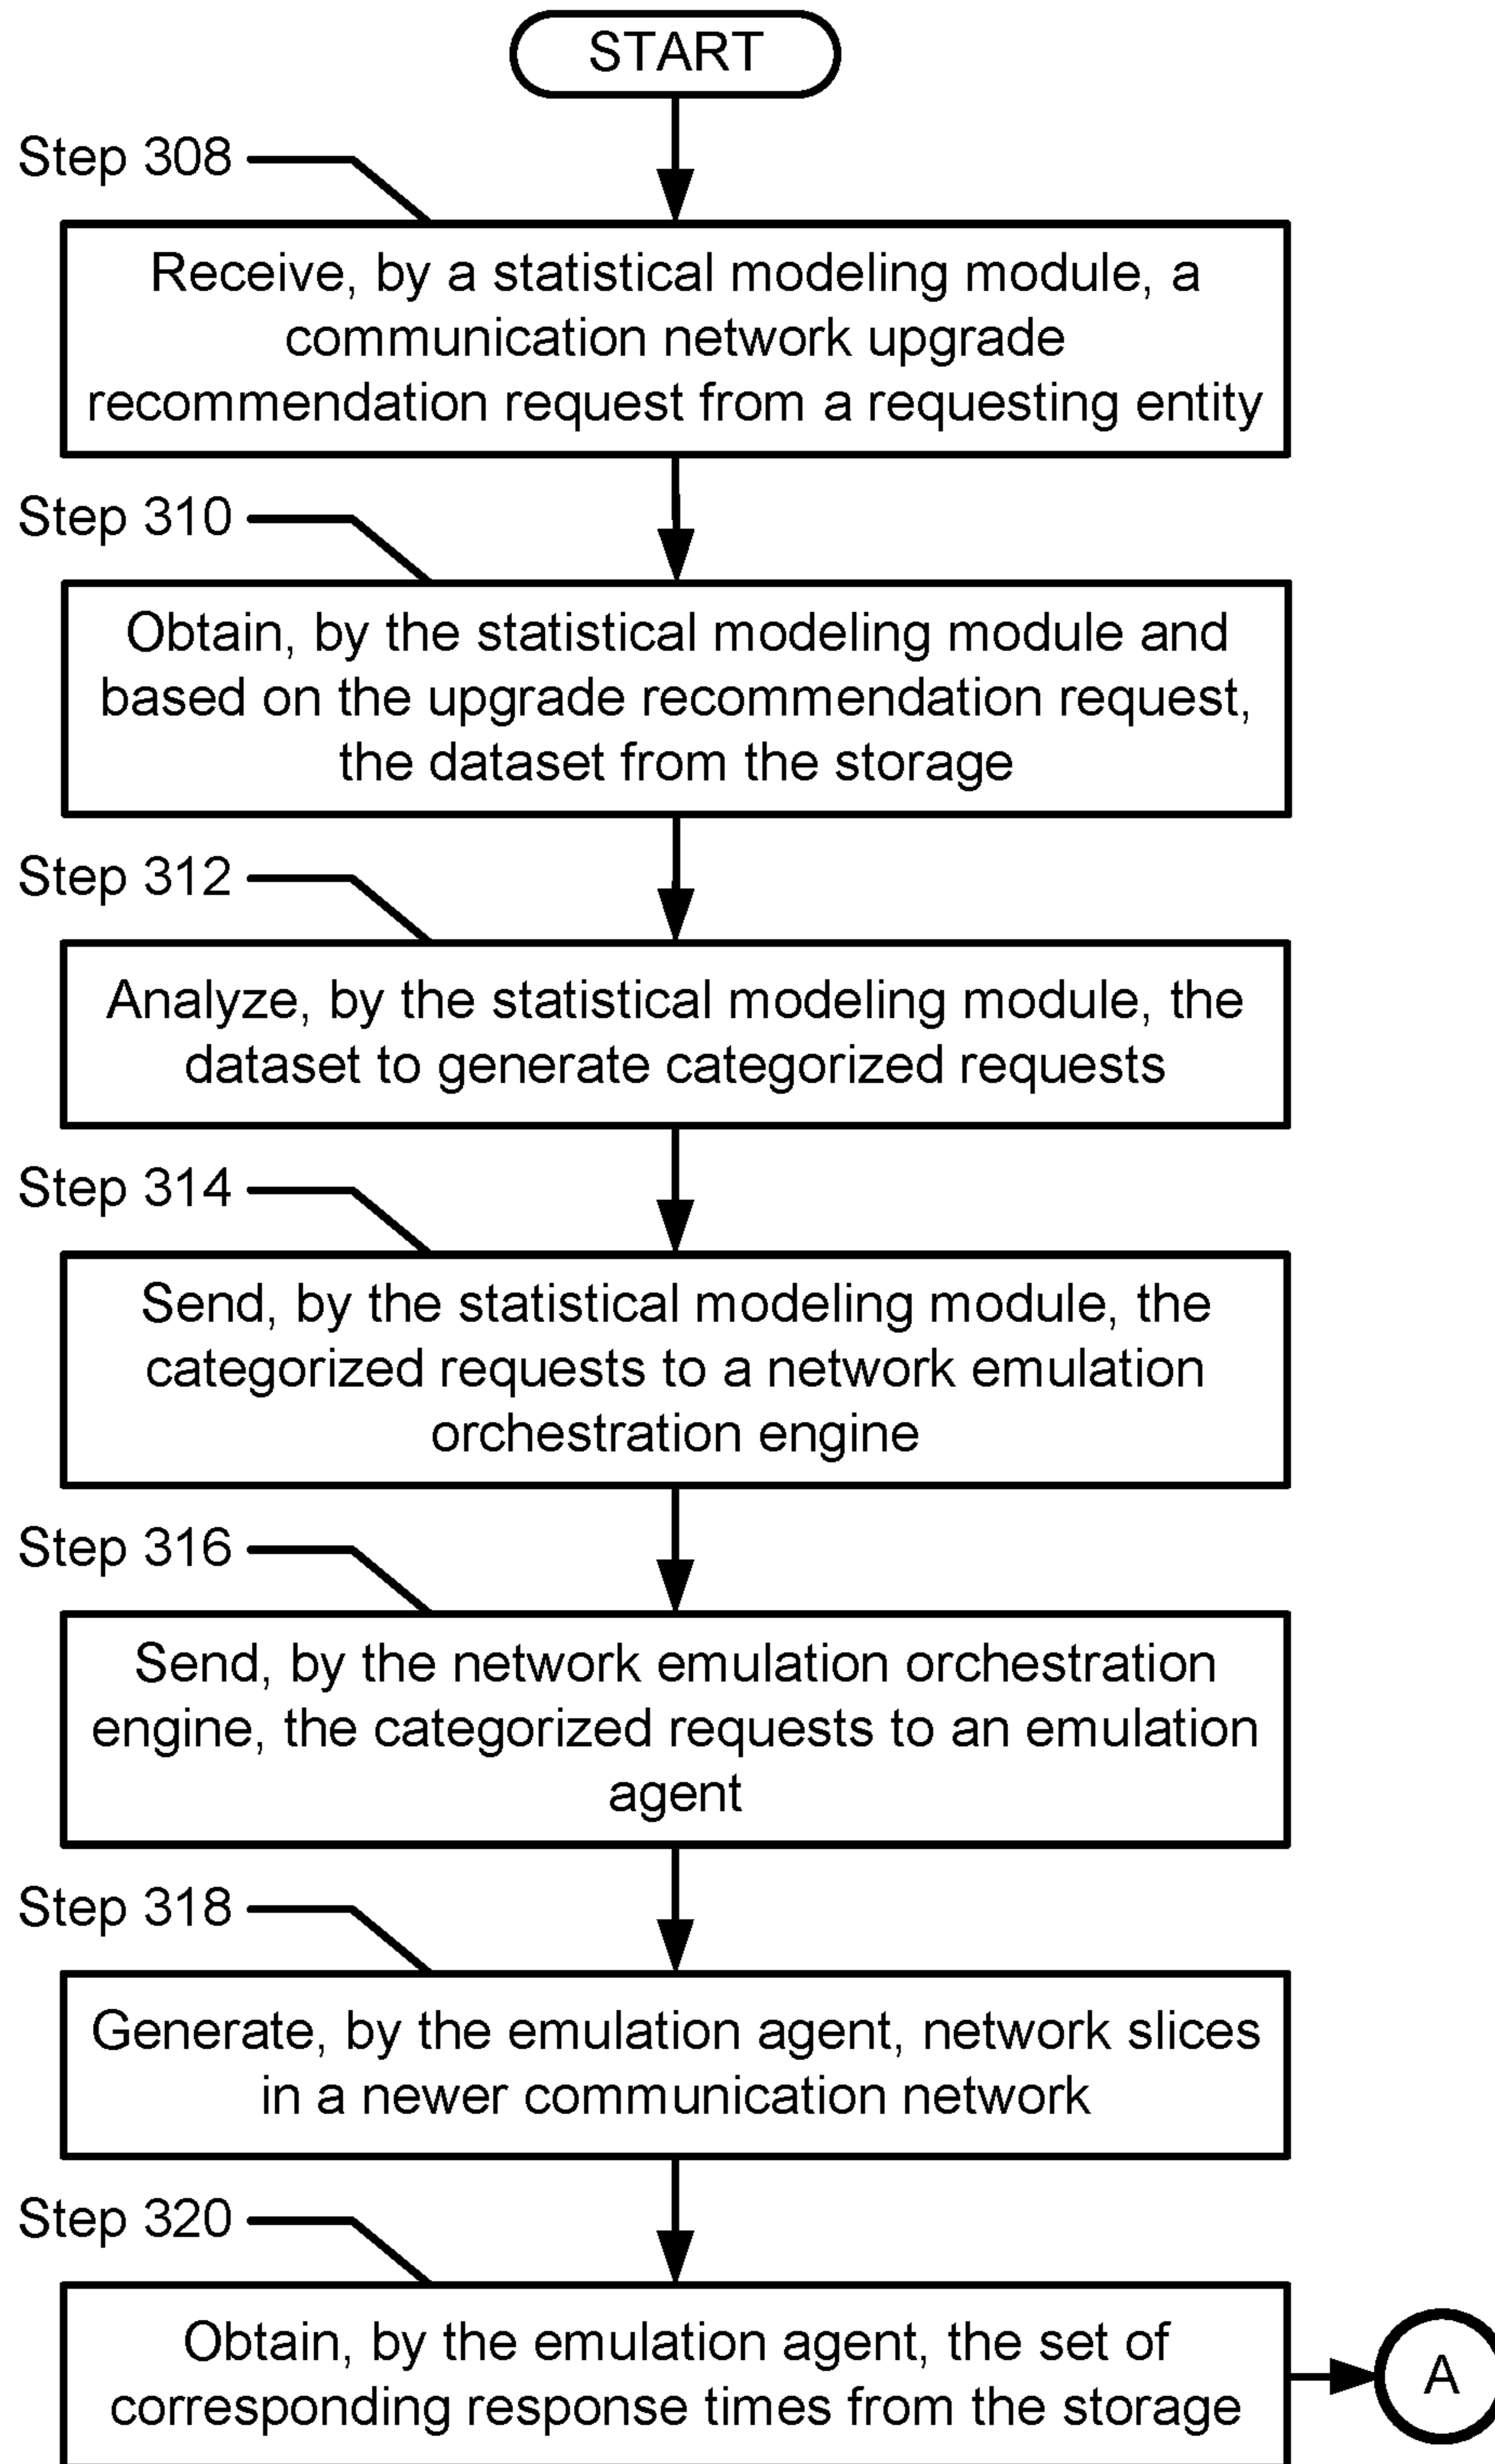 START
Step 308
Receive, by a statistical modeling module, a
communication network upgrade
recommendation request from a requesting entity
Step 310
Obtain, by the statistical modeling module and
based on the upgrade recommendation request,
the dataset from the storage
Step 312
Analyze, by the statistical modeling module, the
dataset to generate categorized requests
Step 314
Send, by the statistical modeling module, the
categorized requests to a network emulation
orchestration engine
Step 316
Send, by the network emulation orchestration
engine, the categorized requests to an emulation
agent
Step 318
Generate, by the emulation agent, network slices
in a newer communication network
Step 320
Obtain, by the emulation agent, the set of
corresponding response times from the storage
A